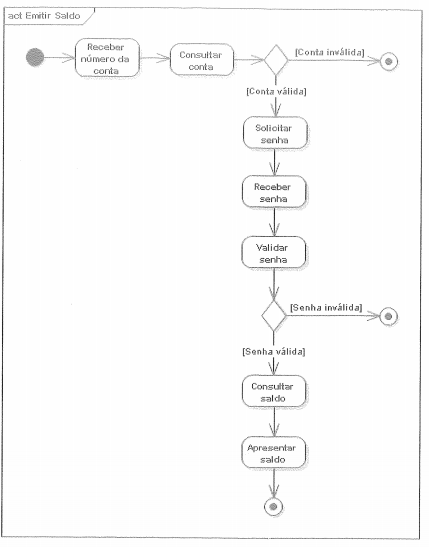 act Emitir Saldo
Receber
número da
conta
Consultar
conta
[Conta inválida]
[Conta válida]
Solicitar
senha
Receber
senha
Validar
senha
[Senha inválida]
[Senha válida]
Consultar
saldo
Apresentar
saldo